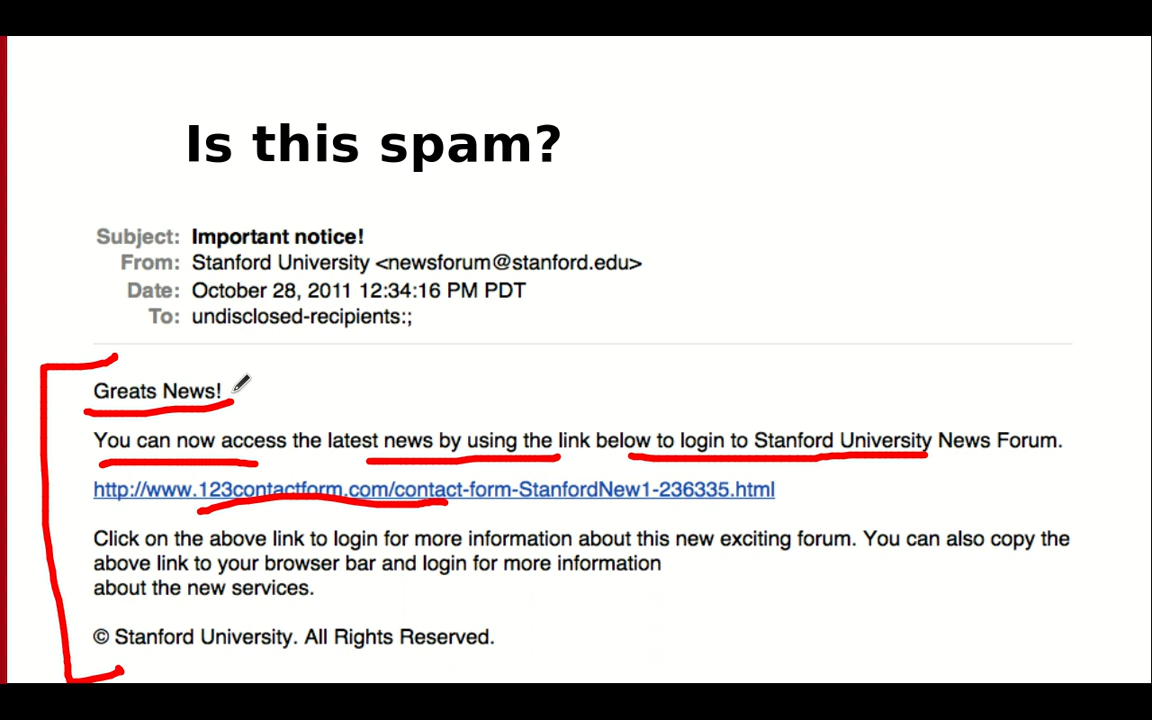 Is this spam?
Subject: Important notice!
From: Stanford University <newsforum@stanford.edu>
Date: October 28, 2011 12:34:16 PM PDT
To: undisclosed-recipients:;
Greats News!
You can now access the latest news by using the link below to login to Stanford University News Forum.
http://www.123contactform.com/contact-form-StanfordNew1-236335.html
Click on the above link to login for more information about this new exciting forum. You can also copy the
above link to your browser bar and login for more information
about the new services.
© Stanford University. All Rights Reserved.